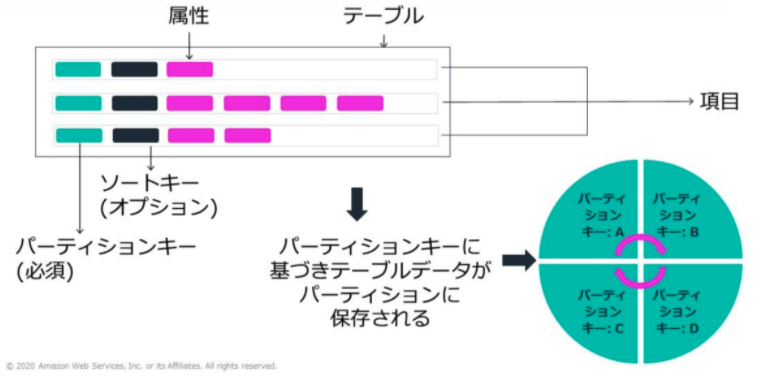 属性
テーブル
項目
ソートキー
(オプション)
パーティションキー
(必須)
パーティションキーに
基づきテーブルデータが
パーティションに
保存される
パーティ
ション
キー: A
パーティ
ション
キー: B
パーティ
ション
キー: C
パーティ
ション
キー: D
© 2020 Amazon Web Services, Inc. or its Affiliates. All rights reserved.